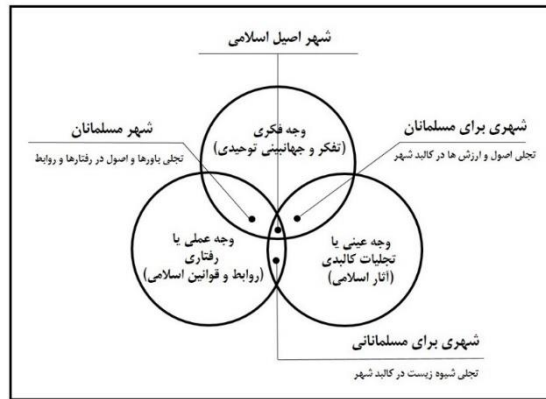 شهر اصیل اسلامی
وجه فکری
(تفکر و جهانبینی توحیدی)
شهری برای مسلمانان
تجلی اصول و ارزش ها در کالبد شهر
شهر مسلمانان
تجلی باورها و اصول در رفتارها و روابط
وجه عینی یا
تجلیات کالبدی
(آثار اسلامی)
وجه عملی یا
رفتاری
(روابط و قوانین اسلامی)
شهری برای مسلمانانی
تجلی شیوه زیست در کالبد شهر